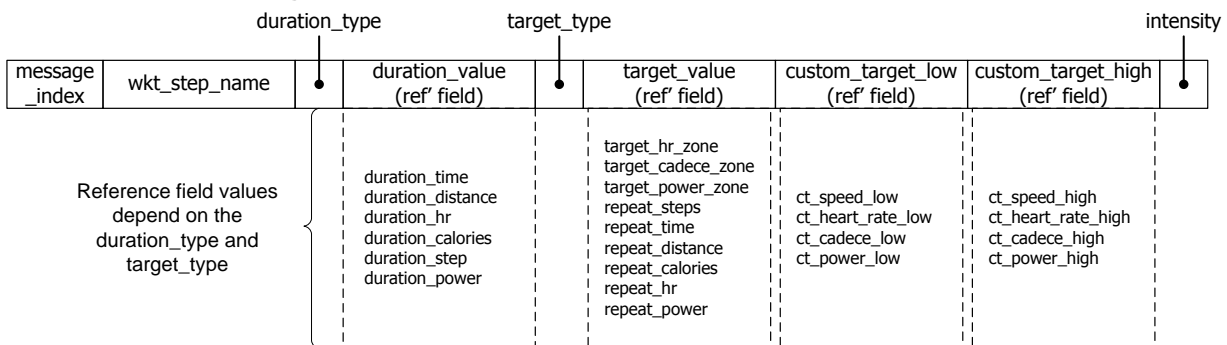 duration_type
target_type
intensity
message
_index
wkt_step_name
duration_value
(ref' field)
target_value
(ref' field)
custom_target_low
(ref' field)
custom_target_high
(ref' field)
Reference field values
depend on the
duration_type and
target_type
duration_time
duration_distance
duration_hr
duration_calories
duration_step
duration_power
target_hr_zone
target_cadece_zone
target_power_zone
repeat_steps
repeat_time
repeat_distance
repeat_calories
repeat_hr
repeat_power
ct_speed_low
ct_heart_rate_low
ct_cadece_low
ct_power_low
ct_speed_high
ct_heart_rate_high
ct_cadece_high
ct_power_high